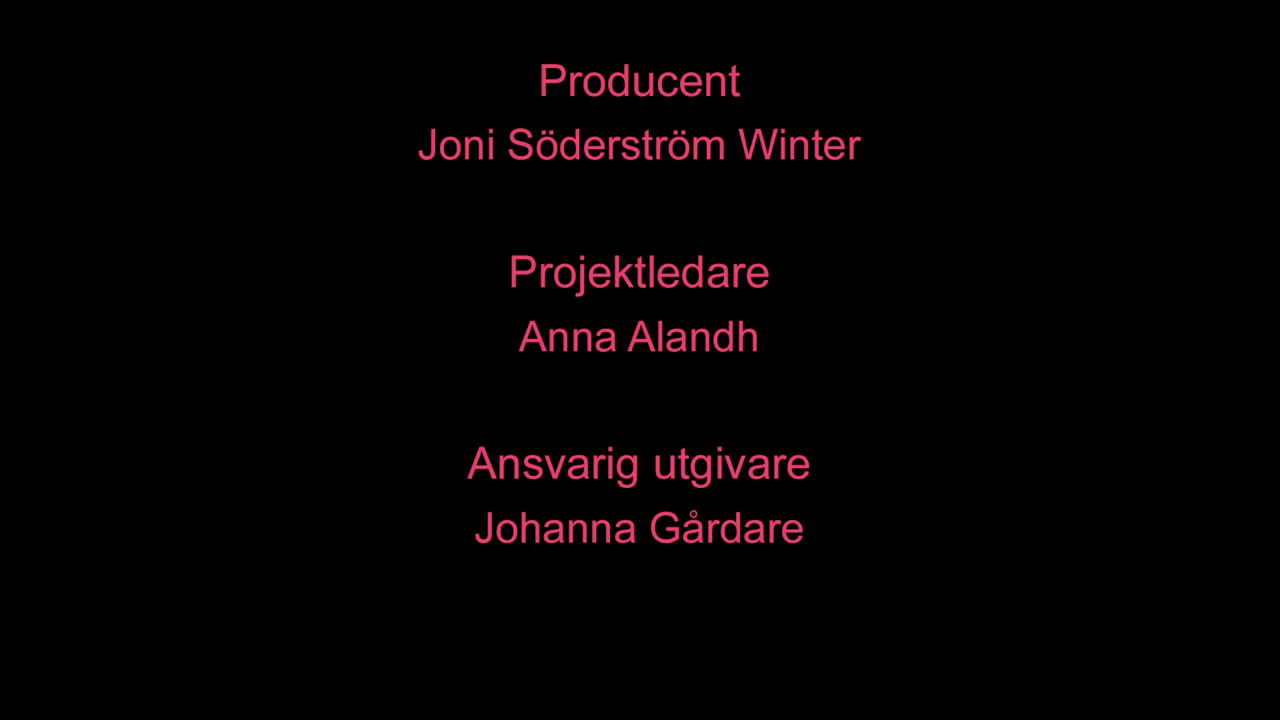 Producent
Joni Söderström Winter
Projektledare
Anna Alandh
Ansvarig utgivare
Johanna Gårdare